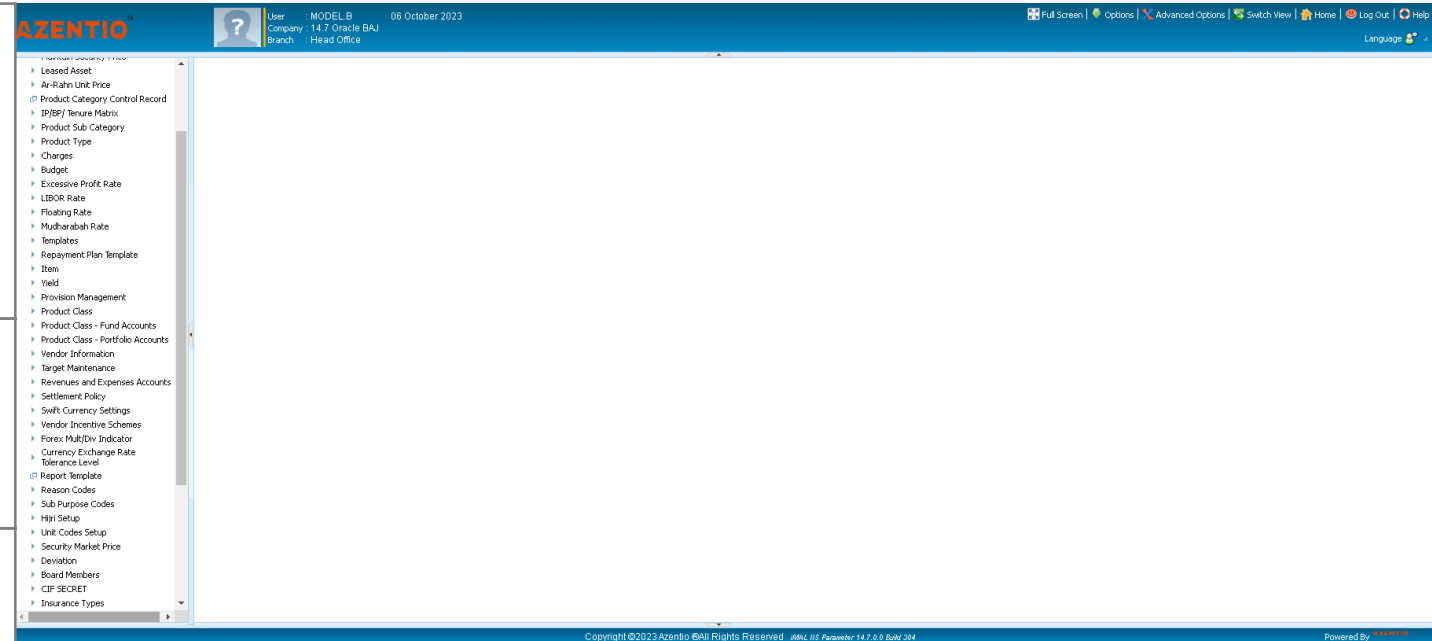 AZENTIO
User : MODEL.B 06 October 2023
Company : 14.7 Oracle BAJ
Branch : Head Office
Full Screen | Options | Advanced Options | Switch View | Home | Log Out | Help
Language
Maintain Security Price
Leased Asset
Ar-Rahn Unit Price
Product Category Control Record
IP/BP/ Tenure Matrix
Product Sub Category
Product Type
Charges
Budget
Excessive Profit Rate
LIBOR Rate
Floating Rate
Mudharabah Rate
Templates
Repayment Plan Template
Item
Yield
Provision Management
Product Class
Product Class - Fund Accounts
Product Class - Portfolio Accounts
Vendor Information
Target Maintenance
Revenues and Expenses Accounts
Settlement Policy
Swift Currency Settings
Vendor Incentive Schemes
Forex Mult/Div Indicator
Currency Exchange Rate
Tolerance Level
Report Template
Reason Codes
Sub Purpose Codes
Hijri Setup
Unit Codes Setup
Security Market Price
Deviation
Board Members
CIF SECRET
Insurance Types
Copyright ©2023 Azentio ®All Rights Reserved iMAL IIS Parameter 14.7.0.0 Build 304
Powered By AZENTIO